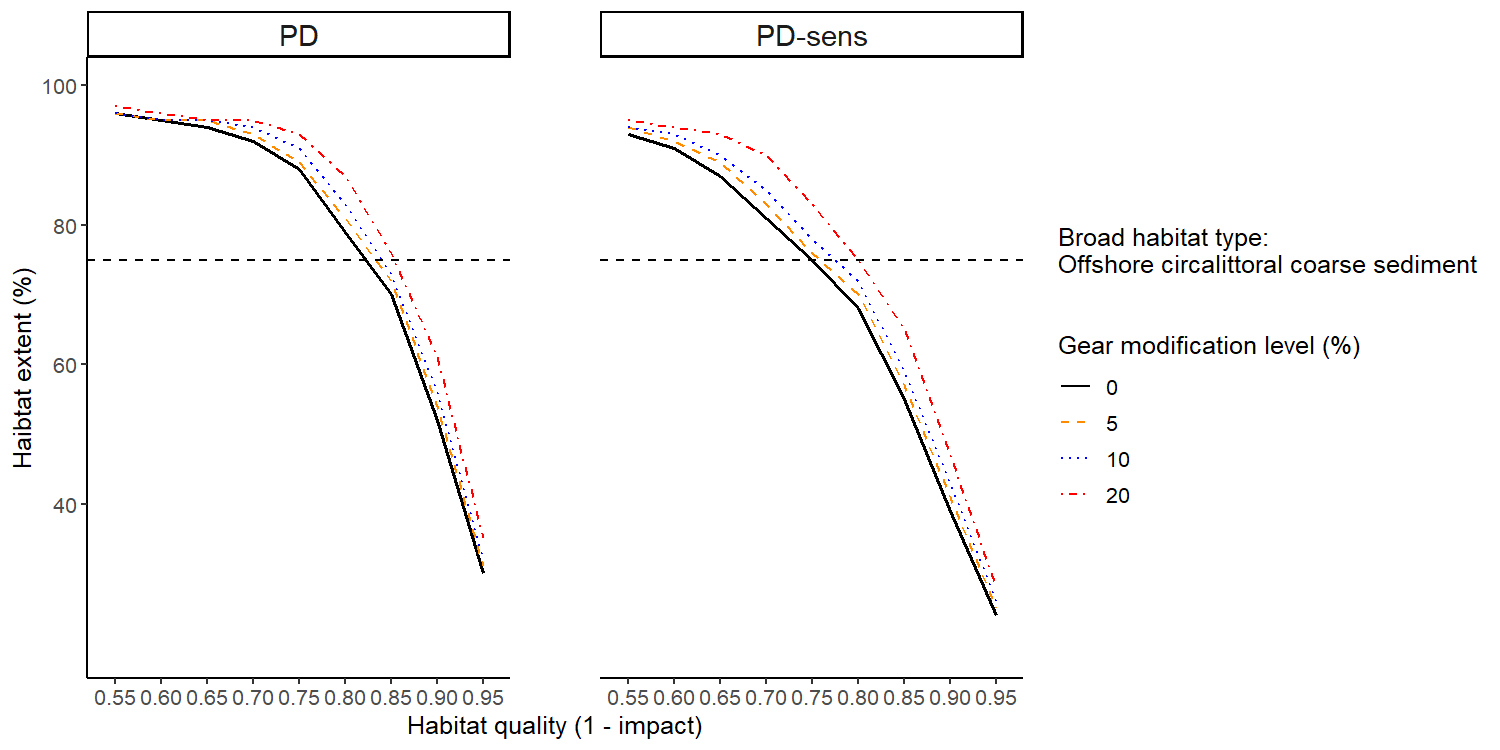 PD
PD-sens
100
80
60
40
Haibtat extent (%)
0.55 0.60 0.65 0.70 0.75 0.80 0.85 0.90 0.95
0.55 0.60 0.65 0.70 0.75 0.80 0.85 0.90 0.95
Habitat quality (1 - impact)
Broad habitat type:
Offshore circalittoral coarse sediment
Gear modification level (%)
0
5
10
20